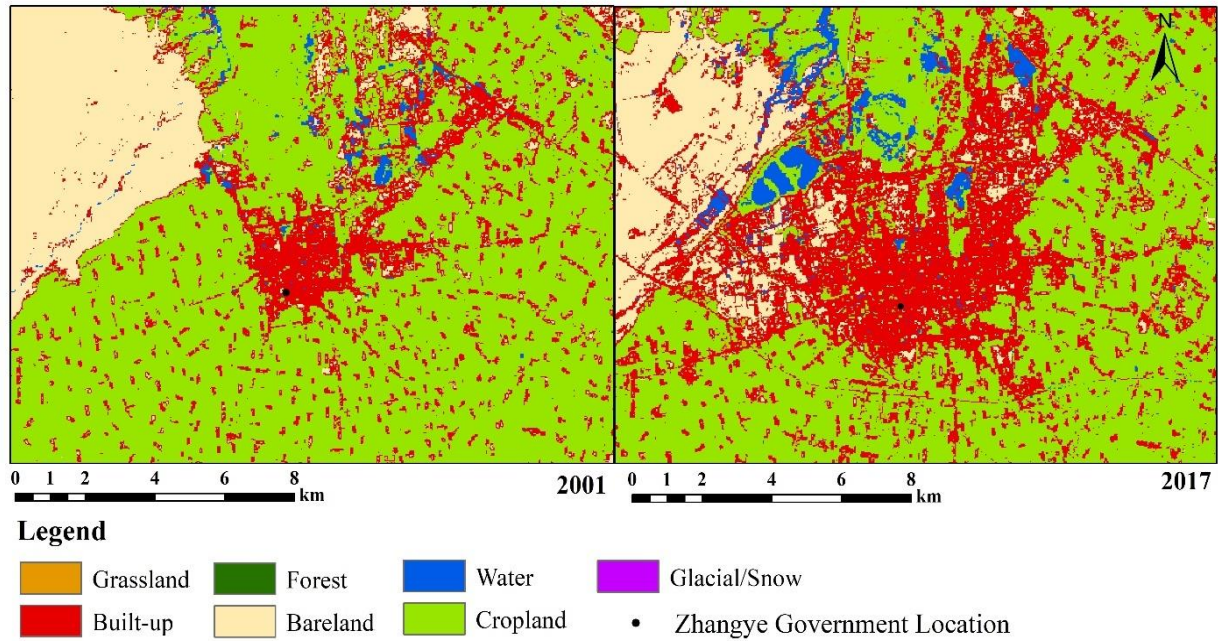 N
0 1 2 4 6 8
km
2001
0 1 2 4 6 8
km
2017
Legend
Grassland Forest Water Glacial/Snow
Built-up Bareland Cropland Zhangye Government Location